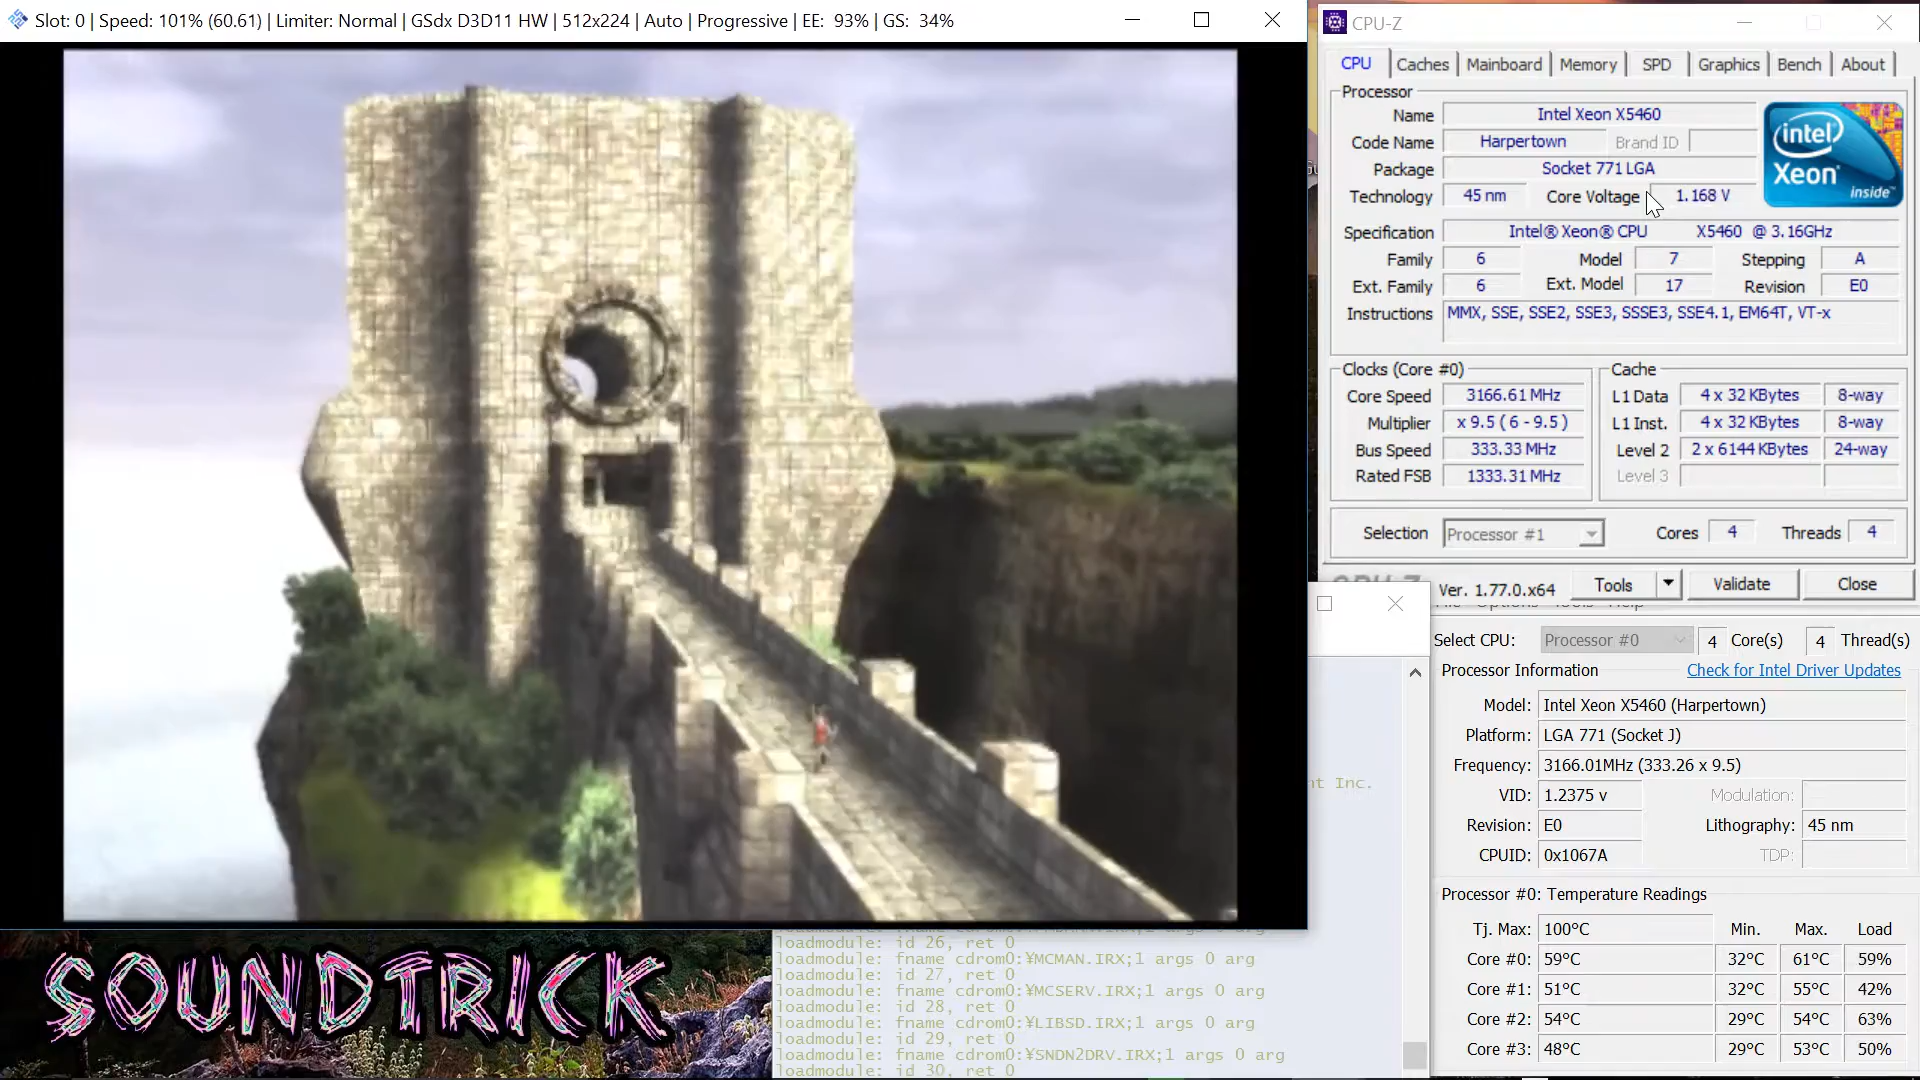 Slot: 0 | Speed: 101% (60.61) | Limiter: Normal | GSdx D3D11 HW | 512x224 | Auto | Progressive | EE: 93% | GS: 34%
CPU-Z
CPU Caches Mainboard Memory SPD Graphics Bench About
Processor
Name Intel Xeon X5460
Code Name Harpertown Brand ID
Package Socket 771 LGA
Technology 45 nm Core Voltage 1.168 V
intel Xeon inside™
Specification Intel® Xeon® CPU X5460 @ 3.16GHz
Family 6 Model 7 Stepping A
Ext. Family 6 Ext. Model 17 Revision E0
Instructions MMX, SSE, SSE2, SSE3, SSSE3, SSE4.1, EM64T, VT-x
Clocks (Core #0)
Core Speed 3166.61 MHz
Multiplier x 9.5 ( 6 - 9.5 )
Bus Speed 333.33 MHz
Rated FSB 1333.31 MHz
Cache
L1 Data 4 x 32 KBytes 8-way
L1 Inst. 4 x 32 KBytes 8-way
Level 2 2 x 6144 KBytes 24-way
Level 3
Selection Processor #1 Cores 4 Threads 4
Ver. 1.77.0.x64 Tools Validate Close
Select CPU: Processor #0 4 Core(s) 4 Thread(s)
Processor Information Check for Intel Driver Updates
Model: Intel Xeon X5460 (Harpertown)
Platform: LGA 771 (Socket J)
Frequency: 3166.01MHz (333.26 x 9.5)
VID: 1.2375 v Modulation:
Revision: E0 Lithography: 45 nm
CPUID: 0x1067A TDP:
Processor #0: Temperature Readings
Tj. Max: 100°C Min. Max. Load
Core #0: 59°C 32°C 61°C 59%
Core #1: 51°C 32°C 55°C 42%
Core #2: 54°C 29°C 54°C 63%
Core #3: 48°C 29°C 53°C 50%
nt Inc.
SOUNDTRICK
loadmodule: id 26, ret 0
loadmodule: fname cdrom0:¥MCMAN.IRX;1 args 0 arg
loadmodule: id 27, ret 0
loadmodule: fname cdrom0:¥MCSERV.IRX;1 args 0 arg
loadmodule: id 28, ret 0
loadmodule: fname cdrom0:¥LIBSD.IRX;1 args 0 arg
loadmodule: id 29, ret 0
loadmodule: fname cdrom0:¥SNDN2DRV.IRX;1 args 0 arg
loadmodule: id 30, ret 0